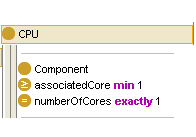 CPU
Component
≥ associatedCore min 1
= numberOfCores exactly 1